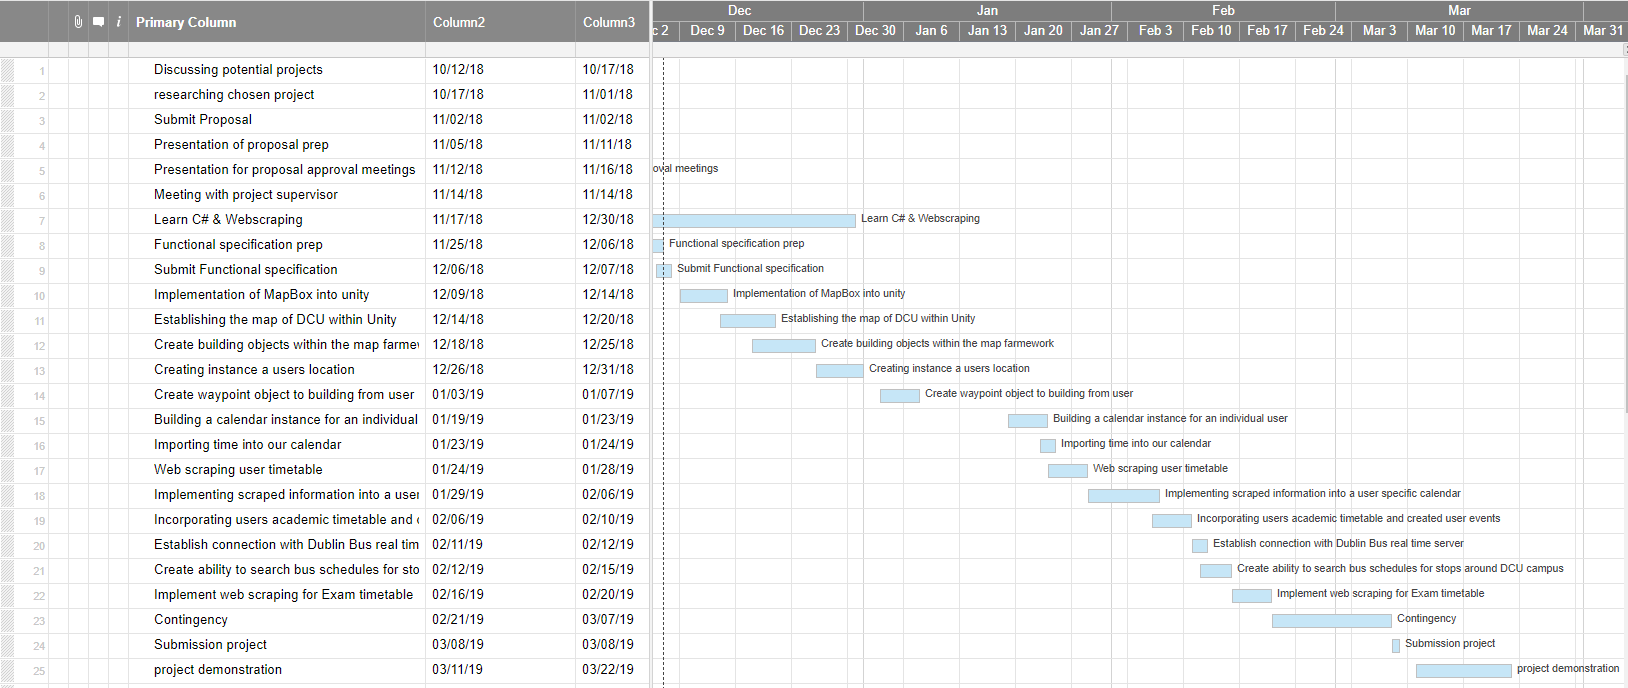 Dec Jan Feb Mar
i Primary Column Column2 Column3 c 2 Dec 9 Dec 16 Dec 23 Dec 30 Jan 6 Jan 13 Jan 20 Jan 27 Feb 3 Feb 10 Feb 17 Feb 24 Mar 3 Mar 10 Mar 17 Mar 24 Mar 31
1 Discussing potential projects 10/12/18 10/17/18
2 researching chosen project 10/17/18 11/01/18
3 Submit Proposal 11/02/18 11/02/18
4 Presentation of proposal prep 11/05/18 11/11/18
5 Presentation for proposal approval meetings 11/12/18 11/16/18 oval meetings
6 Meeting with project supervisor 11/14/18 11/14/18
7 Learn C# & Webscraping 11/17/18 12/30/18 Learn C# & Webscraping
8 Functional specification prep 11/25/18 12/06/18 Functional specification prep
9 Submit Functional specification 12/06/18 12/07/18 Submit Functional specification
10 Implementation of MapBox into unity 12/09/18 12/14/18 Implementation of MapBox into unity
11 Establishing the map of DCU within Unity 12/14/18 12/20/18 Establishing the map of DCU within Unity
12 Create building objects within the map farmew 12/18/18 12/25/18 Create building objects within the map farmework
13 Creating instance a users location 12/26/18 12/31/18 Creating instance a users location
14 Create waypoint object to building from user 01/03/19 01/07/19 Create waypoint object to building from user
15 Building a calendar instance for an individual 01/19/19 01/23/19 Building a calendar instance for an individual user
16 Importing time into our calendar 01/23/19 01/24/19 Importing time into our calendar
17 Web scraping user timetable 01/24/19 01/28/19 Web scraping user timetable
18 Implementing scraped information into a user 01/29/19 02/06/19 Implementing scraped information into a user specific calendar
19 Incorporating users academic timetable and c 02/06/19 02/10/19 Incorporating users academic timetable and created user events
20 Establish connection with Dublin Bus real tim 02/11/19 02/12/19 Establish connection with Dublin Bus real time server
21 Create ability to search bus schedules for sto 02/12/19 02/15/19 Create ability to search bus schedules for stops around DCU campus
22 Implement web scraping for Exam timetable 02/16/19 02/20/19 Implement web scraping for Exam timetable
23 Contingency 02/21/19 03/07/19 Contingency
24 Submission project 03/08/19 03/08/19 Submission project
25 project demonstration 03/11/19 03/22/19 project demonstration